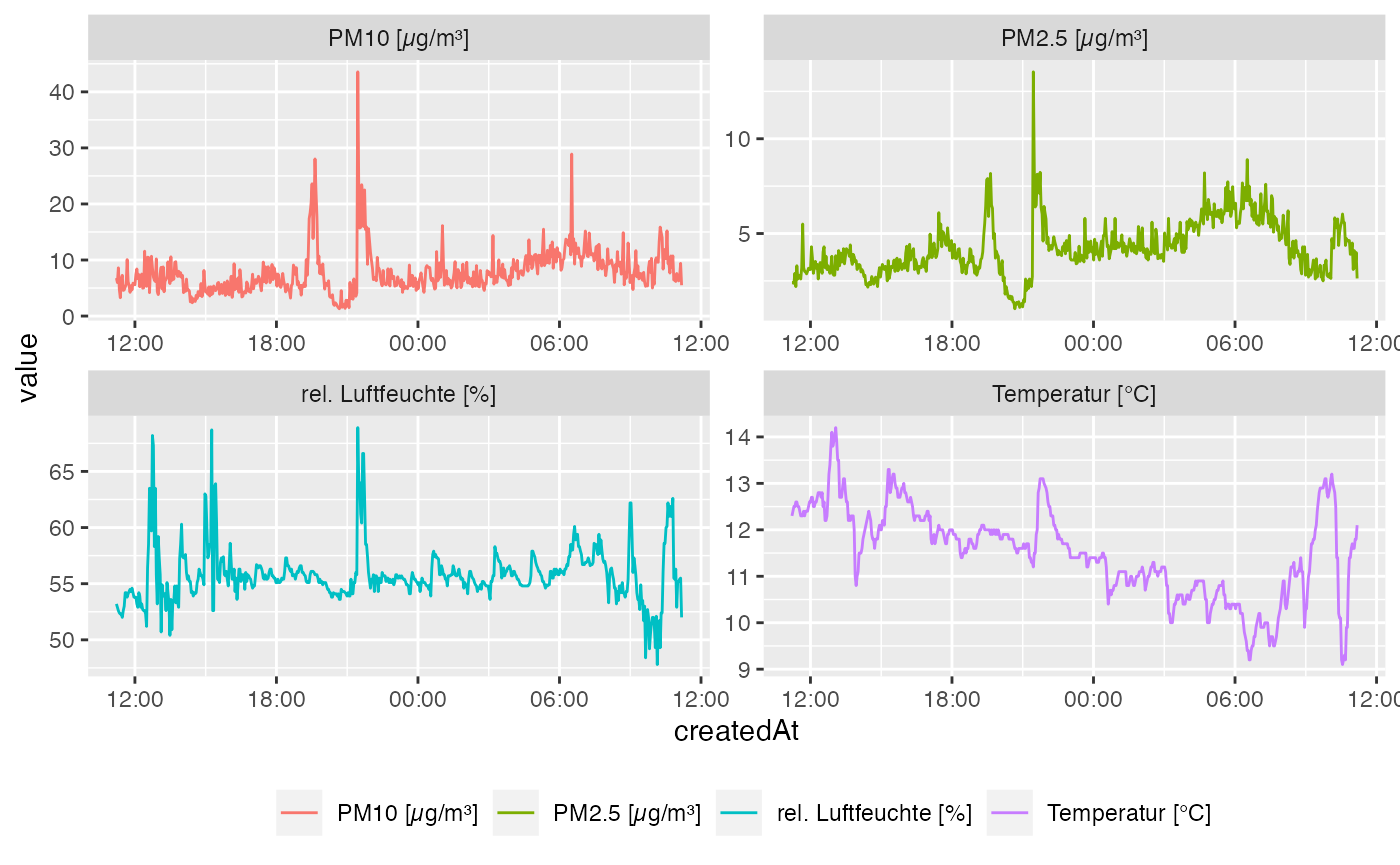 PM10 [µg/m³]
PM2.5 [µg/m³]
40
30
20
10
0
10
5
12:00 18:00 00:00 06:00 12:00
12:00 18:00 00:00 06:00 12:00
value
rel. Luftfeuchte [%]
Temperatur [°C]
65
60
55
50
14
13
12
11
10
9
12:00 18:00 00:00 06:00 12:00
12:00 18:00 00:00 06:00 12:00
createdAt
PM10 [µg/m³] PM2.5 [µg/m³] rel. Luftfeuchte [%] Temperatur [°C]